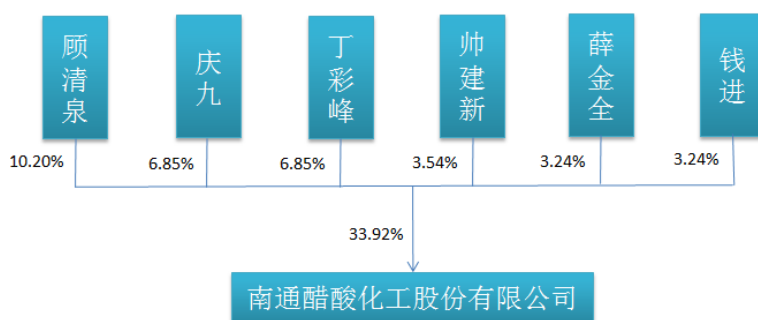 顾清泉
庆九
丁彩峰
帅建新
薛金全
钱进
10.20%
6.85%
6.85%
3.54%
3.24%
3.24%
33.92%
南通醋酸化工股份有限公司